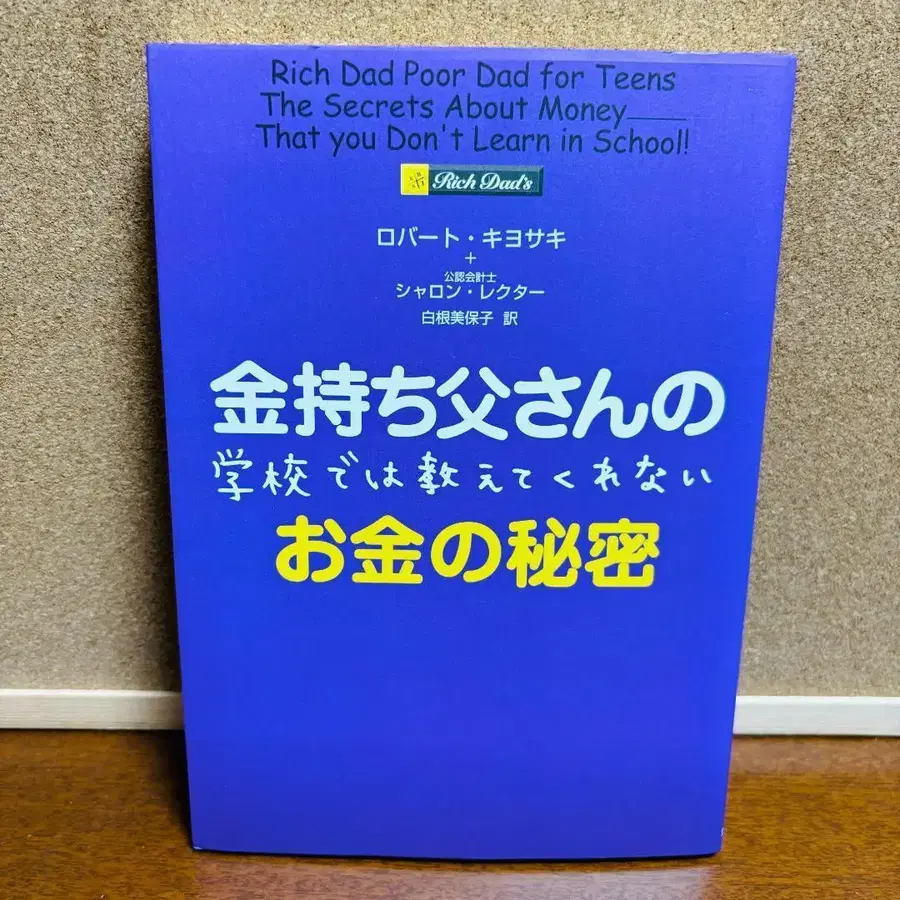 Rich Dad Poor Dad for Teens
The Secrets About Money
That you Don't Learn in School!
Rich Dad's
ロバート・キヨサキ
+
公認会計士
シャロン・レクター
白根美保子 訳
金持ち父さんの
学校では教えてくれない
お金の秘密